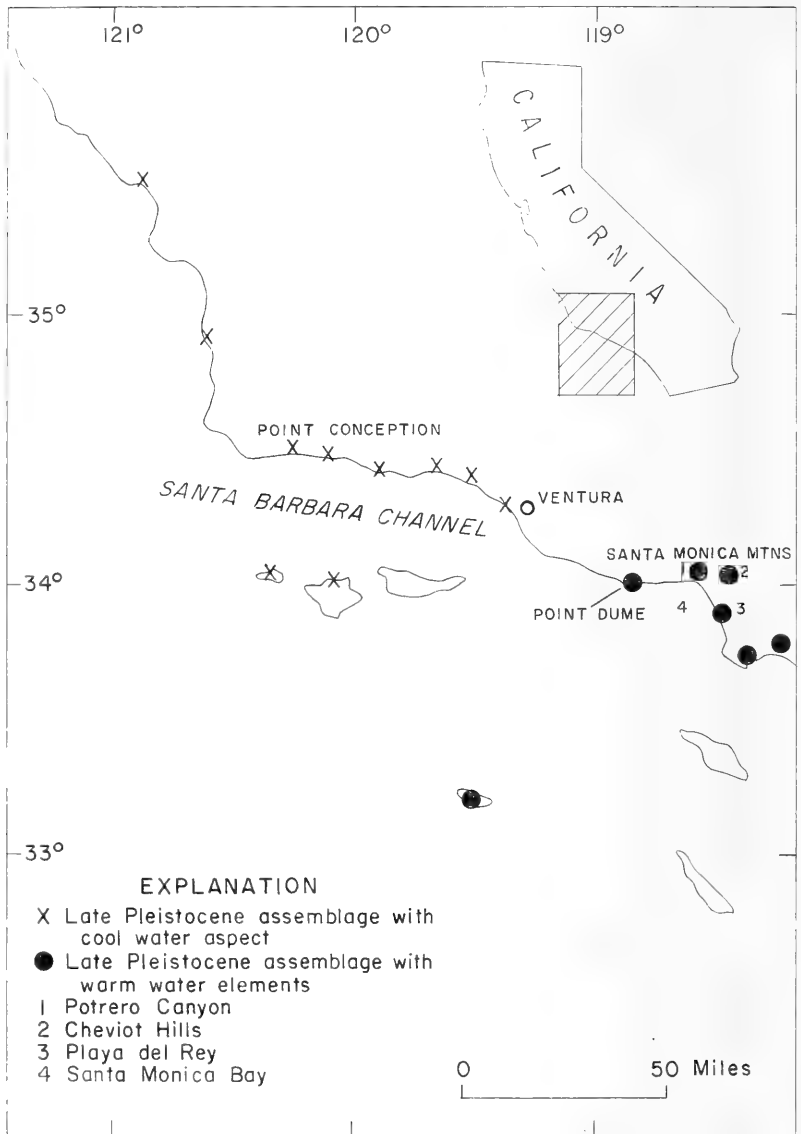 121° 120° 119°
CALIFORNIA
35°
POINT CONCEPTION
SANTA BARBARA CHANNEL
VENTURA
SANTA MONICA MTNS
2
34°
POINT DUME
4 3
33°
EXPLANATION
X Late Pleistocene assemblage with
cool water aspect
● Late Pleistocene assemblage with
warm water elements
1 Potrero Canyon
2 Cheviot Hills
3 Playa del Rey
4 Santa Monica Bay
0 50 Miles